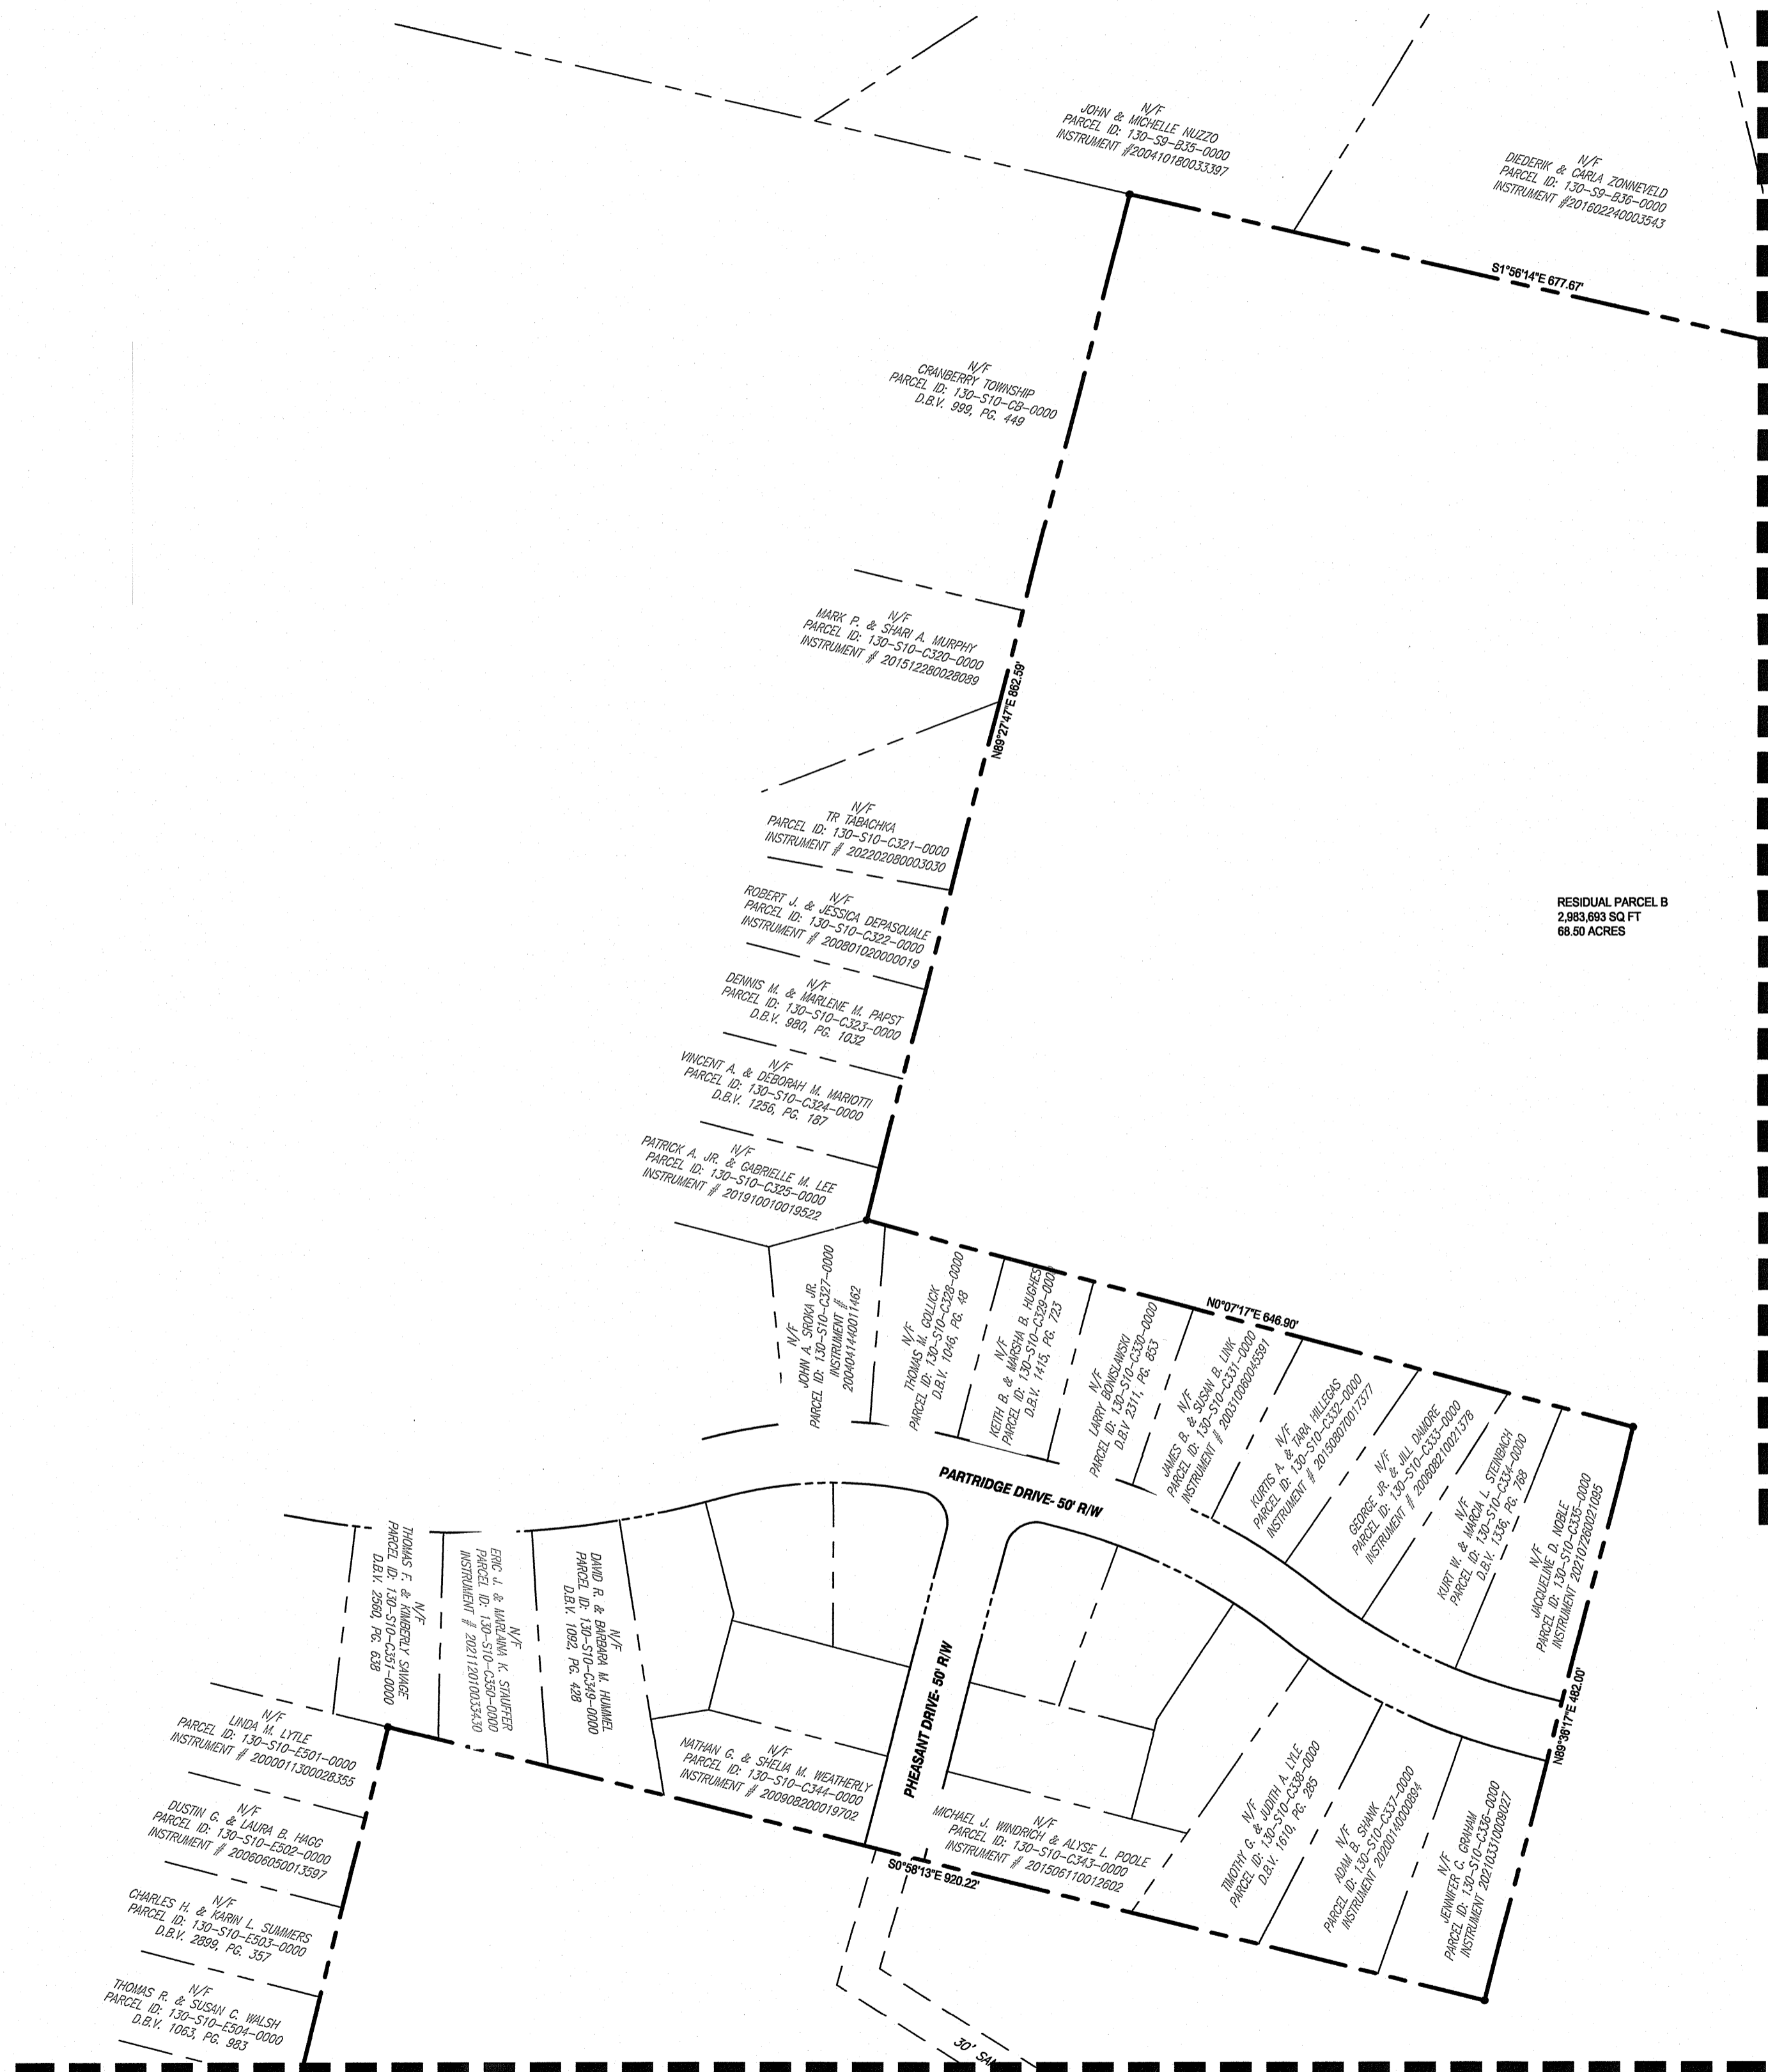 N/F
JOHN & MICHELLE NUZZO
PARCEL ID: 130-S9-B35-0000
INSTRUMENT #200410180033397
N/F
DIEDERIK & CARLA ZONNEVELD
PARCEL ID: 130-S9-B36-0000
INSTRUMENT #201602240003543
S1°56'14"E 677.67'
N/F
CRANBERRY TOWNSHIP
PARCEL ID: 130-S10-CB-0000
D.B.V. 999, PG. 449
N/F
MARK P. & SHARI A. MURPHY
PARCEL ID: 130-S10-C320-0000
INSTRUMENT # 201512280028089
N89°27'47"E 862.59'
N/F
TR TABACHKA
PARCEL ID: 130-S10-C321-0000
INSTRUMENT # 202202080003030
N/F
ROBERT J. & JESSICA DEPASQUALE
PARCEL ID: 130-S10-C322-0000
INSTRUMENT # 200801020000019
RESIDUAL PARCEL B
2,983,693 SQ FT
68.50 ACRES
N/F
DENNIS M. & MARLENE M. PAPST
PARCEL ID: 130-S10-C323-0000
D.B.V. 980, PG. 1032
N/F
VINCENT A. & DEBORAH M. MARIOTTI
PARCEL ID: 130-S10-C324-0000
D.B.V. 1256, PG. 187
N/F
PATRICK A. JR. & GABRIELLE M. LEE
PARCEL ID: 130-S10-C325-0000
INSTRUMENT # 201910010019522
N/F
JOHN A. SROKA JR.
PARCEL ID: 130-S10-C327-0000
INSTRUMENT #
200404140011462
N/F
THOMAS M. GOLLICK
PARCEL ID: 130-S10-C328-0000
D.B.V. 1046, PG. 48
N/F
KEITH B. & MARSHA B. HUGHES
PARCEL ID: 130-S10-C329-0000
D.B.V. 1415, PG. 723
N/F
LARRY BONISLAWSKI
PARCEL ID: 130-S10-C330-0000
D.B.V 2311, PG. 853
N0°07'17"E 646.90'
N/F
JAMES B. & SUSAN B. LINK
PARCEL ID: 130-S10-C331-0000
INSTRUMENT # 200310060045591
N/F
KURTIS A. & TARA HILLEGAS
PARCEL ID: 130-S10-C332-0000
INSTRUMENT # 201508070017377
N/F
GEORGE JR. & JILL DAMORE
PARCEL ID: 130-S10-C333-0000
INSTRUMENT # 200608210021378
N/F
KURT W. & MARCIA L. STEINBACH
PARCEL ID: 130-S10-C334-0000
D.B.V. 1336, PG. 768
N/F
JACQUELINE D. NOBLE
PARCEL ID: 130-S10-C335-0000
INSTRUMENT 202107260021095
PARTRIDGE DRIVE- 50' R/W
N/F
THOMAS F. & KIMBERLY SAVAGE
PARCEL ID: 130-S10-C351-0000
D.B.V. 2560, PG. 638
N/F
ERIC J. & MARLAINA K. STAUFFER
PARCEL ID: 130-S10-C350-0000
INSTRUMENT # 202112010033430
N/F
DAVID R. & BARBARA M. HUMMEL
PARCEL ID: 130-S10-C349-0000
D.B.V. 1092, PG. 428
PHEASANT DRIVE- 50' R/W
N89°36'17"E 482.00'
N/F
LINDA M. LYTLE
PARCEL ID: 130-S10-E501-0000
INSTRUMENT # 2000011300028355
N/F
NATHAN G. & SHELIA M. WEATHERLY
PARCEL ID: 130-S10-C344-0000
INSTRUMENT # 200908200019702
N/F
MICHAEL J. WINDRICH & ALYSE L. POOLE
PARCEL ID: 130-S10-C343-0000
INSTRUMENT # 201506110012602
N/F
TIMOTHY G. & JUDITH A. LYLE
PARCEL ID: 130-S10-C338-0000
D.B.V. 1610, PG. 285
N/F
ADAM B. SHANK
PARCEL ID: 130-S10-C337-0000
INSTRUMENT 202001400000894
N/F
JENNIFER C. GRAHAM
PARCEL ID: 130-S10-C336-0000
INSTRUMENT 202103310009027
S0°58'13"E 920.22'
N/F
DUSTIN G. & LAURA B. HAGG
PARCEL ID: 130-S10-E502-0000
INSTRUMENT # 200606050013597
N/F
CHARLES H. & KARIN L. SUMMERS
PARCEL ID: 130-S10-E503-0000
D.B.V. 2899, PG. 357
N/F
THOMAS R. & SUSAN C. WALSH
PARCEL ID: 130-S10-E504-0000
D.B.V. 1063, PG. 983
30'